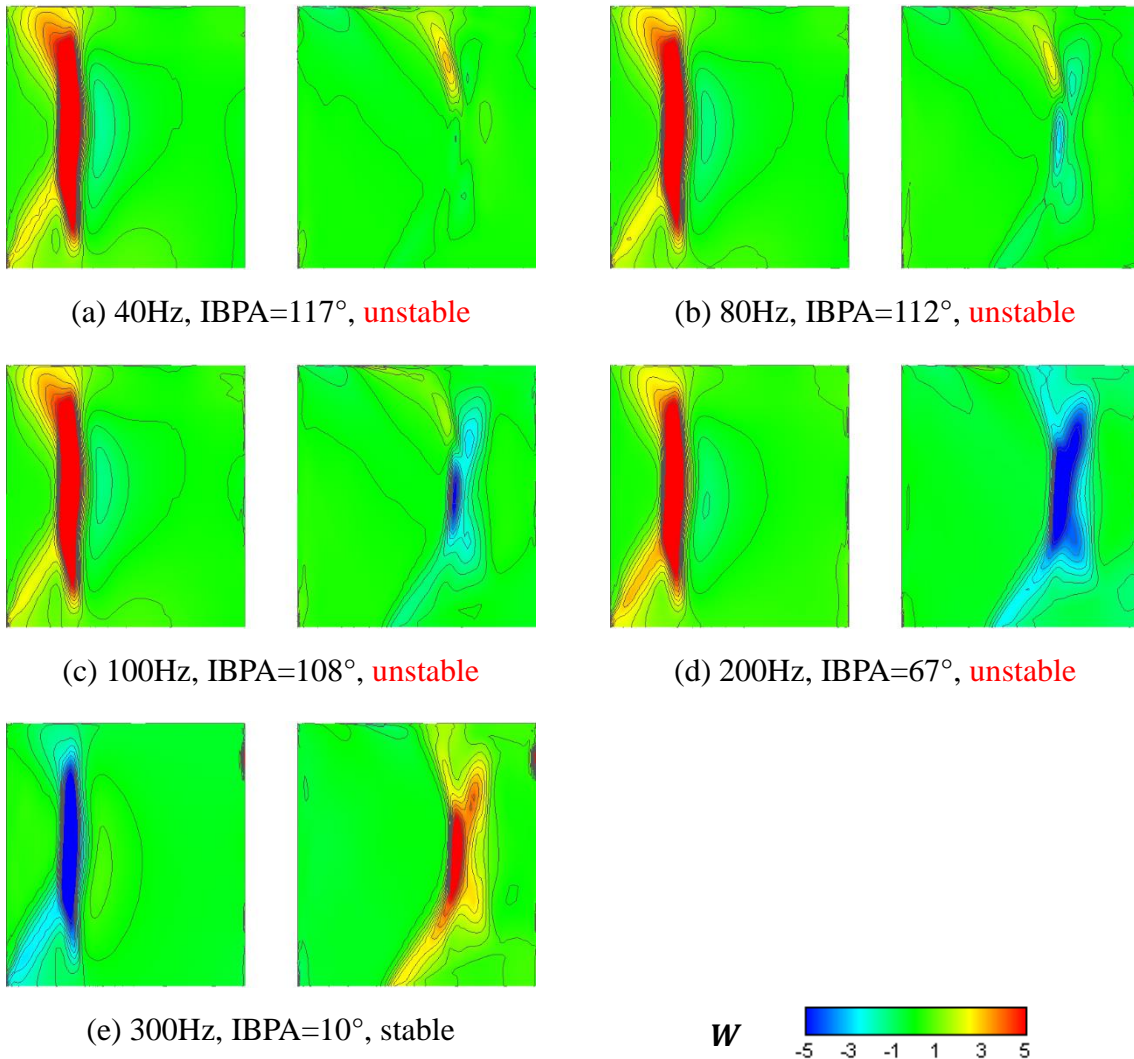 (a) 40Hz, IBPA=117°, unstable
(b) 80Hz, IBPA=112°, unstable
(c) 100Hz, IBPA=108°, unstable
(d) 200Hz, IBPA=67°, unstable
(e) 300Hz, IBPA=10°, stable
W
-5 -3 -1 1 3 5